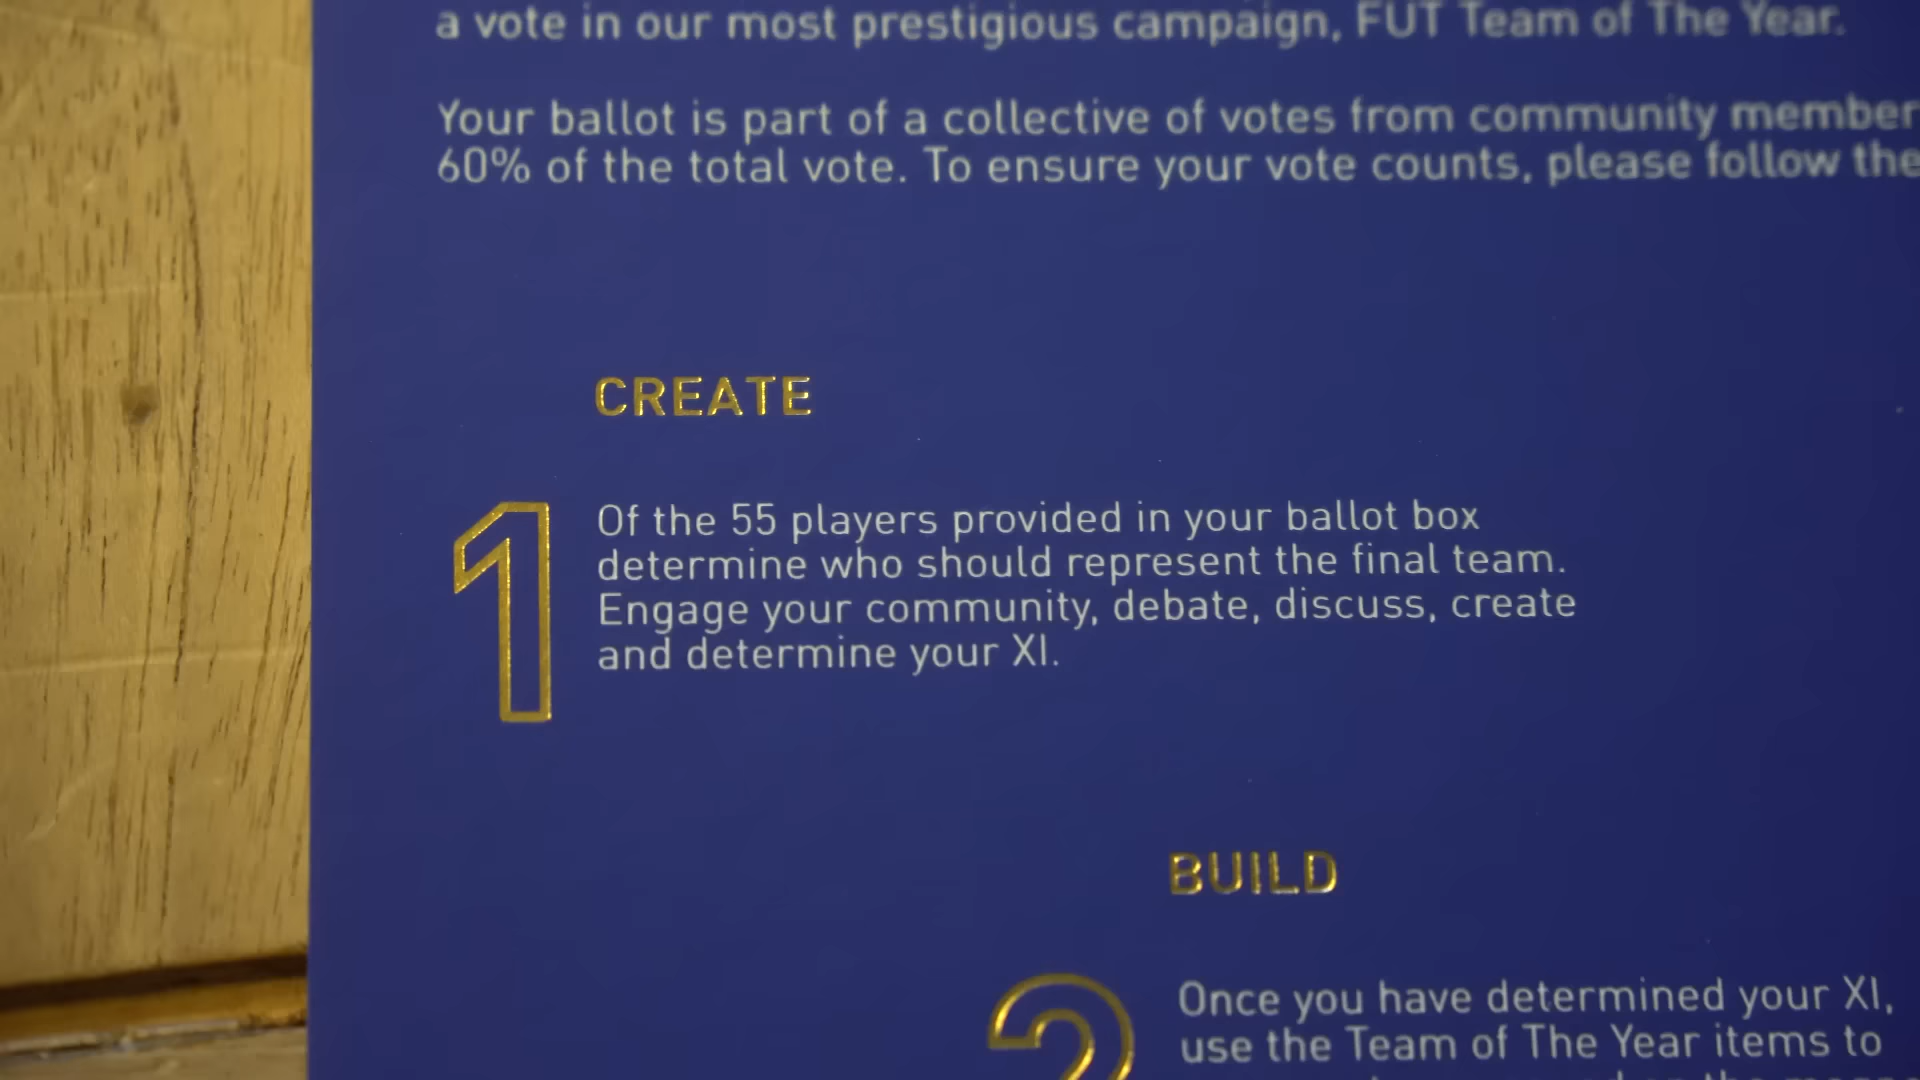 a vote in our most prestigious campaign, FUT Team of The Year.
Your ballot is part of a collective of votes from community member
60% of the total vote. To ensure your vote counts, please follow the
CREATE
1
Of the 55 players provided in your ballot box
determine who should represent the final team.
Engage your community, debate, discuss, create
and determine your XI.
BUILD
2
Once you have determined your XI,
use the Team of The Year items to